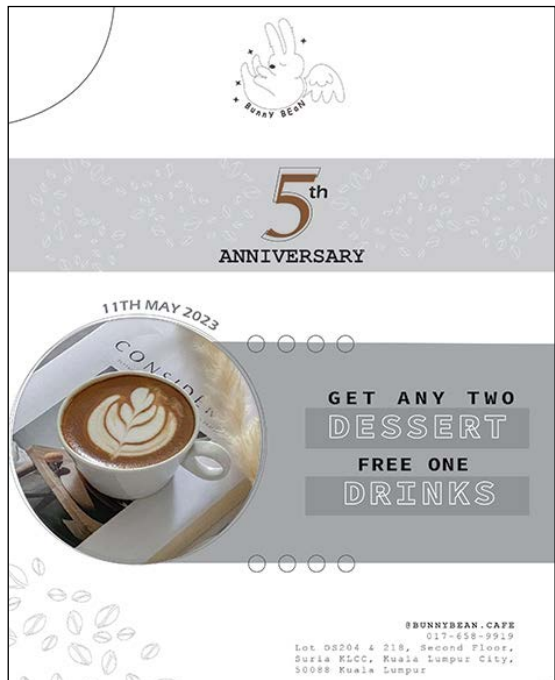 Bunny BEaN
5th
ANNIVERSARY
11TH MAY 2023
CONSIDE
GET ANY TWO
DESSERT
FREE ONE
DRINKS
@BUNNYBEAN.CAFE
017-658-9919
Lot OS204 & 218, Second Floor,
Suria KLCC, Kuala Lumpur City,
50088 Kuala Lumpur